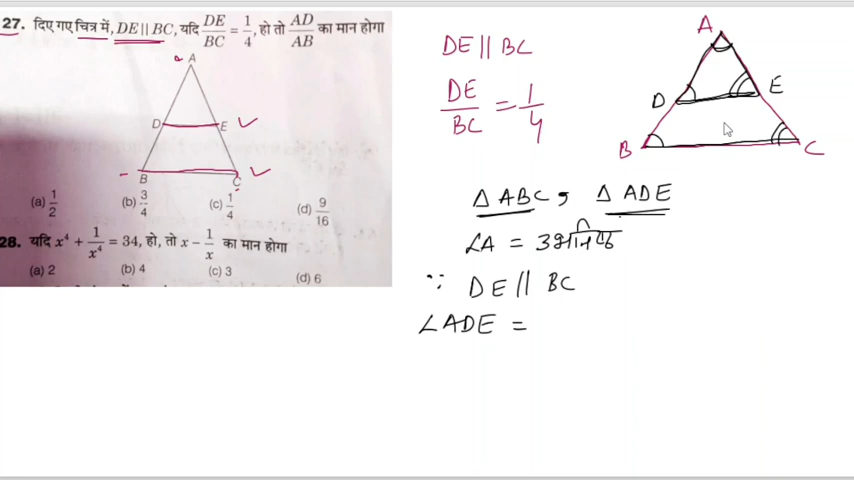 27. दिए गए चित्र में, DE || BC, यदि DE/BC = 1/4, हो तो AD/AB का मान होगा
A
D
E
B
C
(a) 1/2
(b) 3/4
(c) 1/4
(d) 9/16
28. यदि x⁴ + 1/x⁴ = 34, हो, तो x - 1/x का मान होगा
(a) 2
(b) 4
(c) 3
(d) 6
DE || BC
DE/BC = 1/4
A
D
E
B
C
△ ABC, △ ADE
∠A = उभयनिष्ठ
∵ DE || BC
∠ADE =